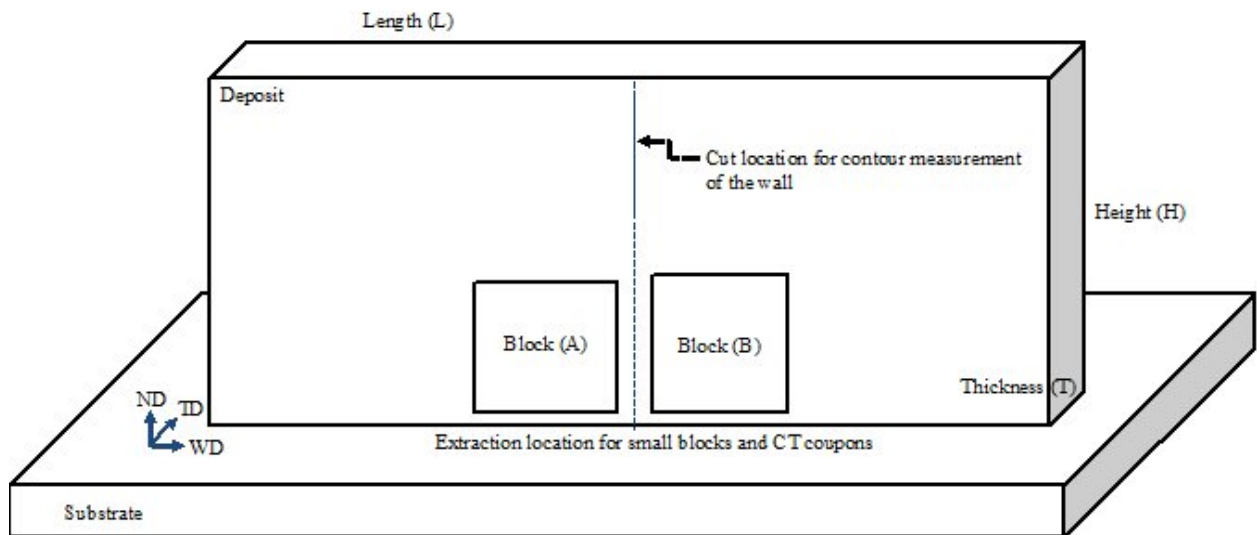 Length (L)
Deposit
Cut location for contour measurement
of the wall
Height (H)
Block (A)
Block (B)
Thickness (T)
ND
TD
WD
Extraction location for small blocks and CT coupons
Substrate